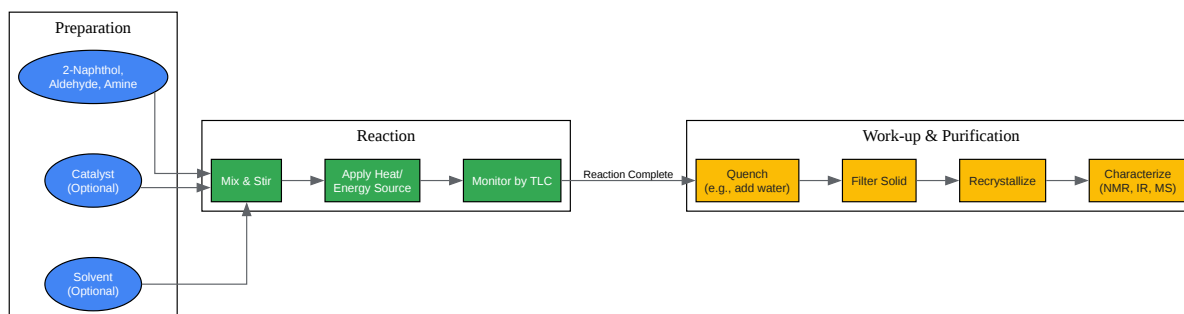 Preparation
2-Naphthol,
Aldehyde, Amine
Catalyst
(Optional)
Solvent
(Optional)
Reaction
Mix & Stir
Apply Heat/
Energy Source
Monitor by TLC
Reaction Complete
Work-up & Purification
Quench
(e.g., add water)
Filter Solid
Recrystallize
Characterize
(NMR, IR, MS)